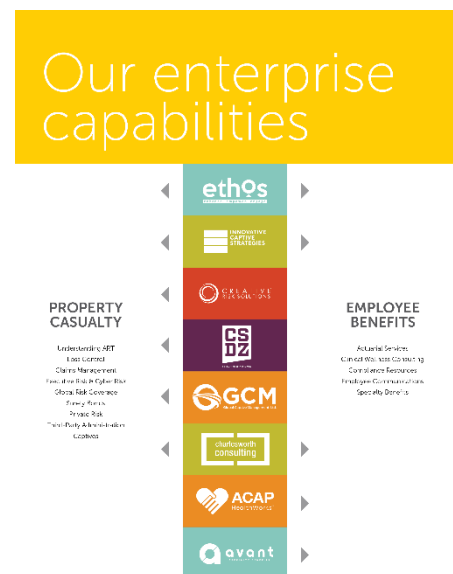 Our enterprise
capabilities
ethos
INNOVATIVE
CAPTIVE
STRATEGIES
CREATIVE
RISK SOLUTIONS
PROPERTY
CASUALTY
Understanding ART
Loss Control
Claims Management
Executive Risk & Cyber Risk
Global Risk Coverage
Surety Bonds
Private Risk
Third-Party Administration
Captives
CS
DZ
EMPLOYEE
BENEFITS
Actuarial Services
Clinical Wellness Consulting
Compliance Resources
Employee Communications
Specialty Benefits
GCM
charlesworth
consulting
ACAP
HealthWorks
avant